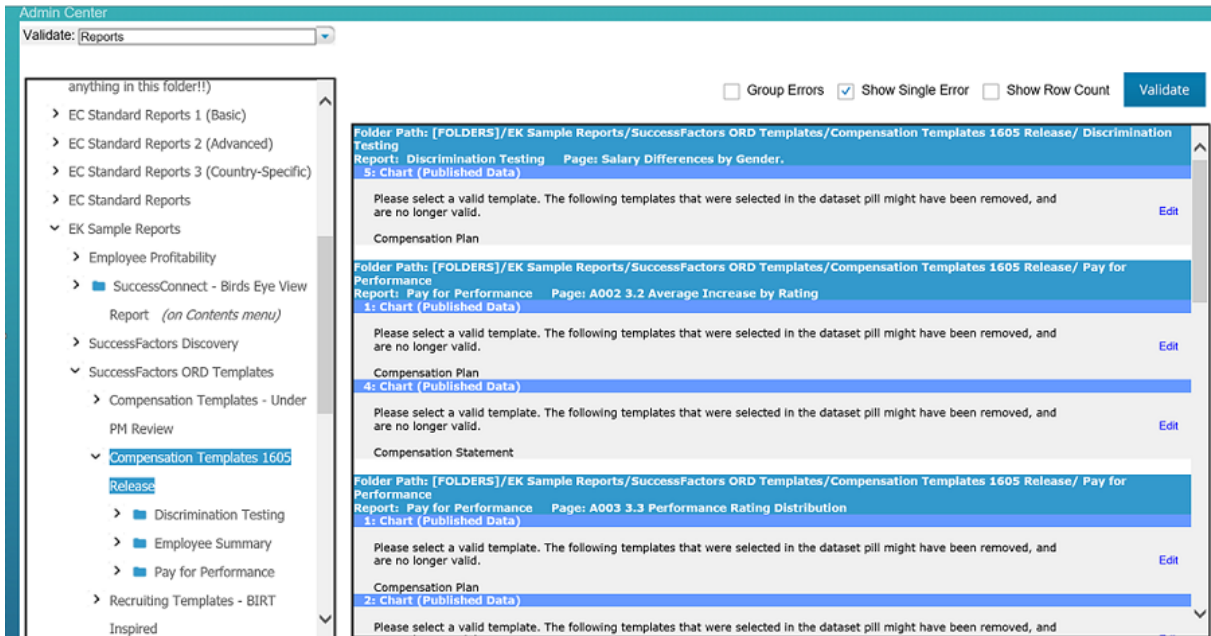 Admin Center
Validate: Reports
anything in this folder!!)
EC Standard Reports 1 (Basic)
EC Standard Reports 2 (Advanced)
EC Standard Reports 3 (Country-Specific)
EC Standard Reports
EK Sample Reports
Employee Profitability
SuccessConnect - Birds Eye View
Report (on Contents menu)
SuccessFactors Discovery
SuccessFactors ORD Templates
Compensation Templates - Under
PM Review
Compensation Templates 1605
Release
Discrimination Testing
Employee Summary
Pay for Performance
Recruiting Templates - BIRT
Inspired
Group Errors Show Single Error Show Row Count Validate
Folder Path: [FOLDERS]/EK Sample Reports/SuccessFactors ORD Templates/Compensation Templates 1605 Release/ Discrimination
Testing
Report: Discrimination Testing Page: Salary Differences by Gender.
5: Chart (Published Data)
Please select a valid template. The following templates that were selected in the dataset pill might have been removed, and
are no longer valid.
Edit
Compensation Plan
Folder Path: [FOLDERS]/EK Sample Reports/SuccessFactors ORD Templates/Compensation Templates 1605 Release/ Pay for
Performance
Report: Pay for Performance Page: A002 3.2 Average Increase by Rating
1: Chart (Published Data)
Please select a valid template. The following templates that were selected in the dataset pill might have been removed, and
are no longer valid.
Edit
Compensation Plan
4: Chart (Published Data)
Please select a valid template. The following templates that were selected in the dataset pill might have been removed, and
are no longer valid.
Edit
Compensation Statement
Folder Path: [FOLDERS]/EK Sample Reports/SuccessFactors ORD Templates/Compensation Templates 1605 Release/ Pay for
Performance
Report: Pay for Performance Page: A003 3.3 Performance Rating Distribution
1: Chart (Published Data)
Please select a valid template. The following templates that were selected in the dataset pill might have been removed, and
are no longer valid.
Edit
Compensation Plan
2: Chart (Published Data)
Please select a valid template. The following templates that were selected in the dataset pill might have been removed, and